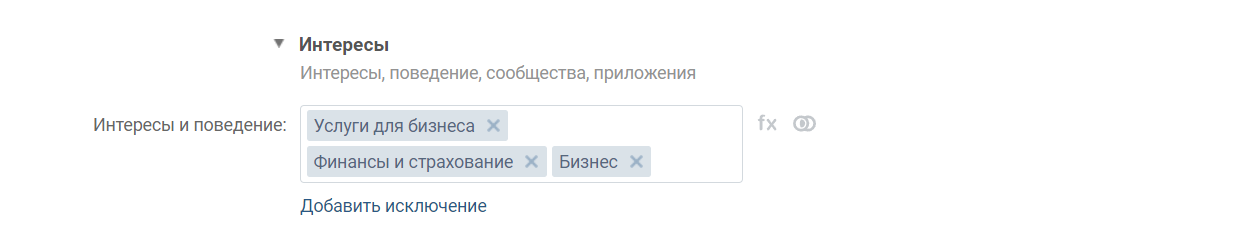 Интересы
Интересы, поведение, сообщества, приложения
Интересы и поведение: Услуги для бизнеса fx
Финансы и страхование Бизнес
Добавить исключение